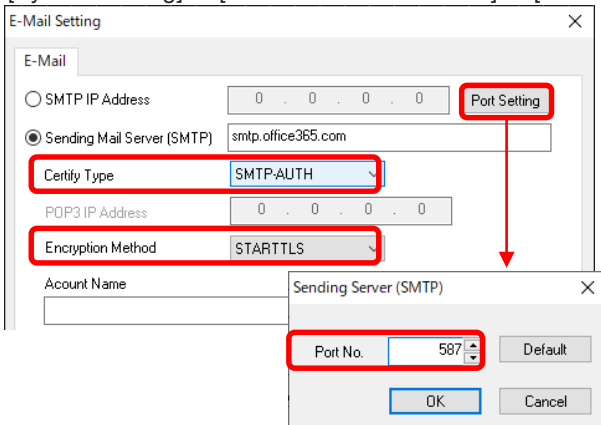 E-Mail Setting
E-Mail
SMTP IP Address 0 . 0 . 0 . 0 Port Setting
Sending Mail Server (SMTP) smtp.office365.com
Certify Type SMTP-AUTH
POP3 IP Address 0 . 0 . 0 . 0
Encryption Method STARTTLS
Acount Name
Sending Server (SMTP)
Port No. 587 Default
OK Cancel